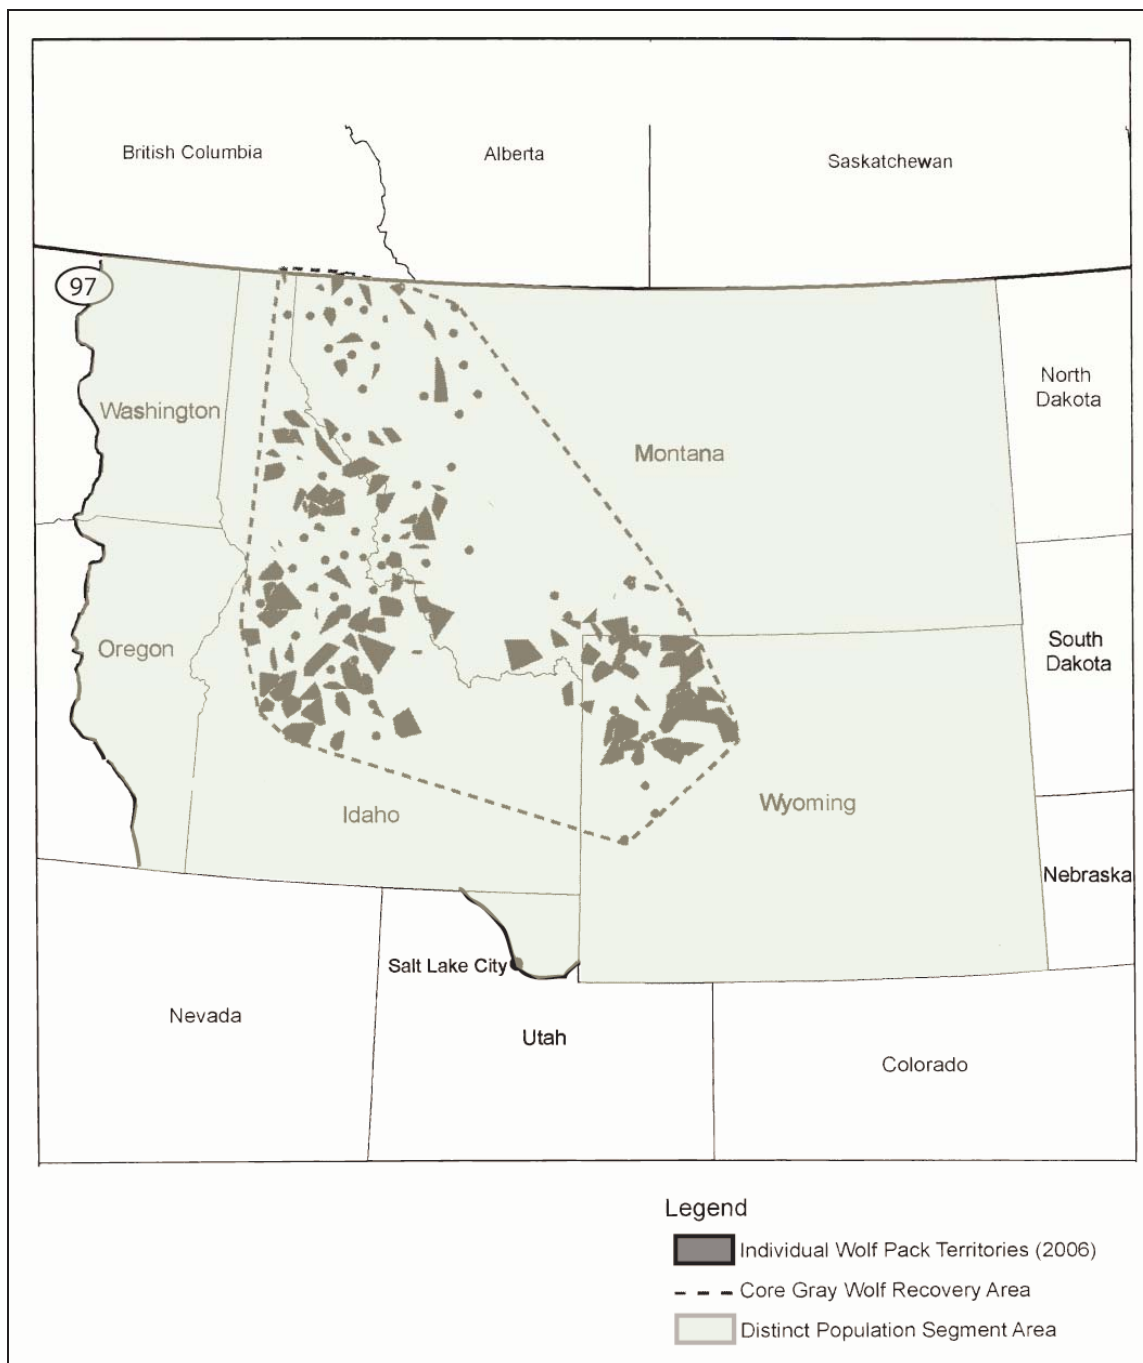 British Columbia
Alberta
Saskatchewan
97
North
Dakota
Washington
Montana
Oregon
South
Dakota
Idaho
Wyoming
Nebraska
Salt Lake City
Nevada
Utah
Colorado
Legend
Individual Wolf Pack Territories (2006)
Core Gray Wolf Recovery Area
Distinct Population Segment Area